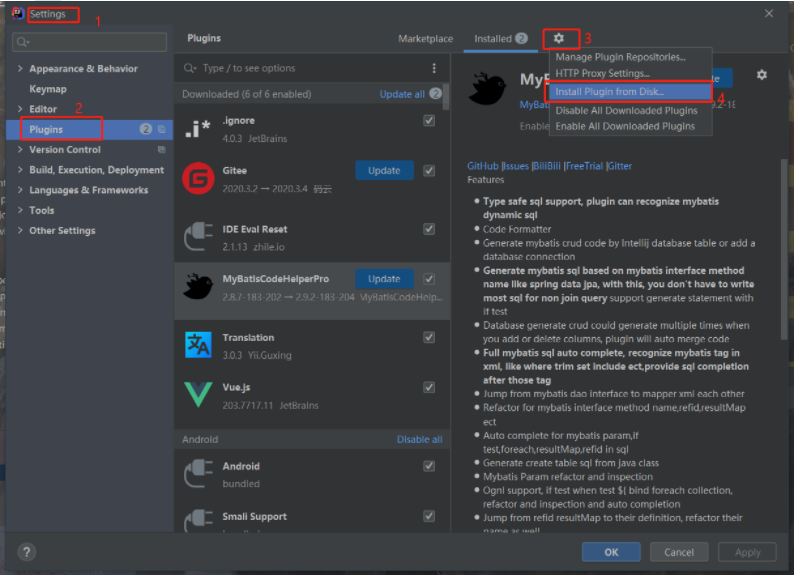 Settings
1
Plugins
Marketplace
Installed 2
3
Type / to see options
Appearance & Behavior
Keymap
Editor
2
Plugins 2
Version Control
Build, Execution, Deployment
Languages & Frameworks
Tools
Other Settings
Downloaded (6 of 6 enabled) Update all 2
.ignore
4.0.3 JetBrains
Gitee Update
2020.3.2 → 2020.3.4 码云
IDE Eval Reset
2.1.13 zhile.io
MyBatisCodeHelperPro Update
2.8.7-183-202 → 2.9.2-183-204 MyBatisCodeHelp...
Translation
3.0.3 Yii.Guxing
Vue.js
203.7717.11 JetBrains
Android Disable all
Android
bundled
Smali Support
Manage Plugin Repositories...
HTTP Proxy Settings...
Install Plugin from Disk...
4
Disable All Downloaded Plugins
Enable All Downloaded Plugins
GitHub |Issues |BiliBili |FreeTrial |Gitter
Features
Type safe sql support, plugin can recognize mybatis
dynamic sql
Code Formatter
Generate mybatis crud code by Intellij database table or add a
database connection
Generate mybatis sql based on mybatis interface method
name like spring data jpa, with this, you don't have to write
most sql for non join query support generate statement with
if test
Database generate crud could generate multiple times when
you add or delete columns, plugin will auto merge code
Full mybatis sql auto complete, recognize mybatis tag in
xml, like where trim set include ect,provide sql completion
after those tag
Jump from mybatis dao interface to mapper xml each other
Refactor for mybatis interface method name,refid,resultMap
ect
Auto complete for mybatis param,if
test,foreach,resultMap,refid in sql
Generate create table sql from java class
Mybatis Param refactor and inspection
Ognl support, if test when test ${ bind foreach collection,
refactor and inspection and auto completion
Jump from refid resultMap to their definition, refactor their
name as well
? OK Cancel Apply